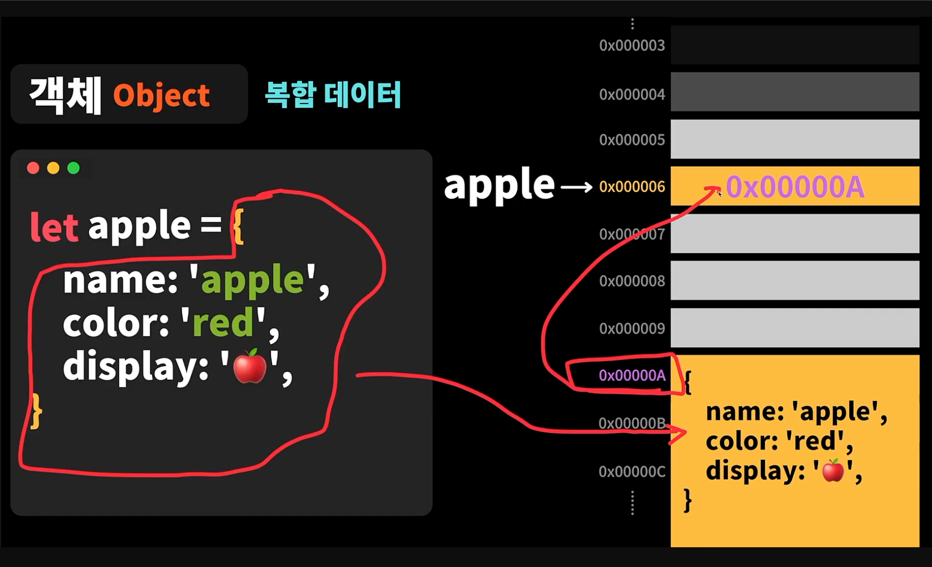 객체 Object
복합 데이터
let apple = {
name: 'apple',
color: 'red',
display: '🍎',
}
apple →
0x000003
0x000004
0x000005
0x000006 0x00000A
0x000007
0x000008
0x000009
0x00000A {
name: 'apple',
0x00000B
color: 'red',
0x00000C display: '🍎',
}